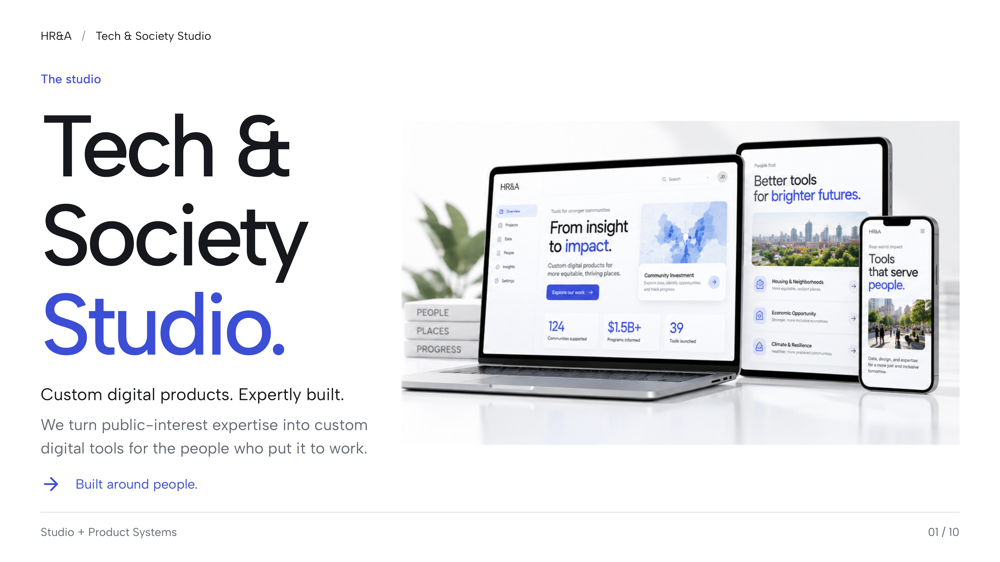 HR&A / Tech & Society Studio
The studio
Tech &
Society
Studio.
Custom digital products. Expertly built.
We turn public-interest expertise into custom
digital tools for the people who put it to work.
→ Built around people.
PEOPLE
PLACES
PROGRESS
HR&A
Search
JD
Overview
Projects
Data
People
Insights
Settings
Tools for stronger communities
From insight
to impact.
Custom digital products for
more equitable, thriving places.
Explore our work →
Community Investment
Explore data, identify opportunities,
and track progress.
124
Communities supported
$1.5B+
Programs informed
39
Tools launched
People first
Better tools
for brighter futures.
Housing & Neighborhoods
More equitable, resilient places
Economic Opportunity
Stronger, more inclusive economies
Climate & Resilience
Healthier, more prepared communities
HR&A
Real-world impact
Tools
that serve
people.
Data, design, and expertise
for a more just and inclusive
tomorrow.
Studio + Product Systems
01 / 10